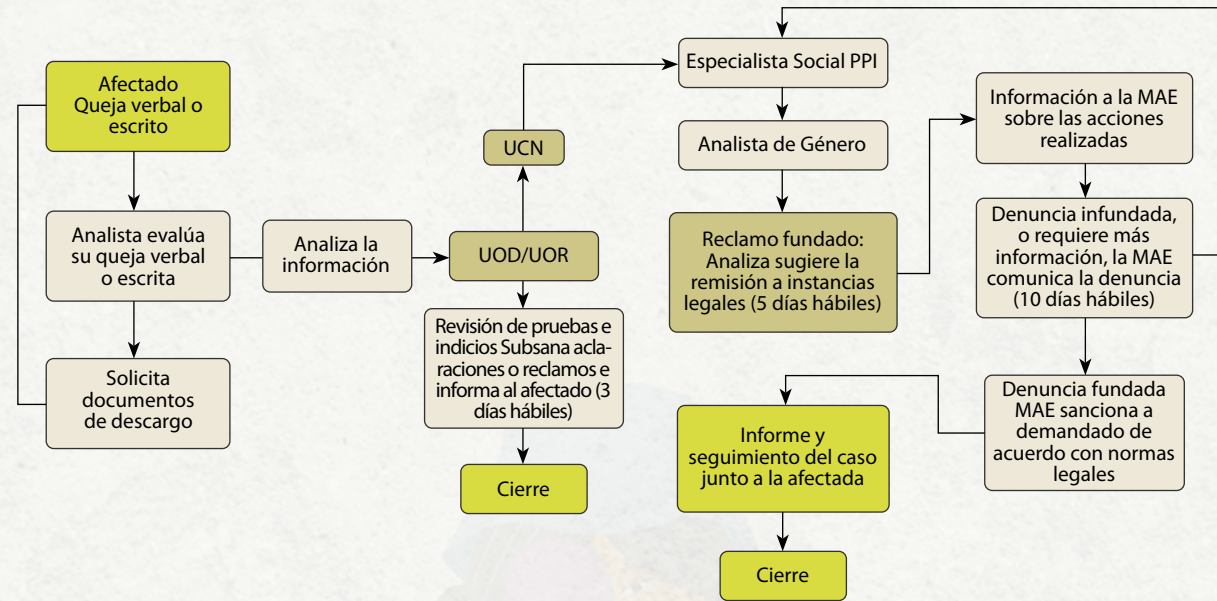 Afectado
Queja verbal o
escrito
Analista evalúa
su queja verbal
o escrita
Solicita
documentos
de descargo
Analiza la
información
UCN
UOD/UOR
Revisión de pruebas e
indicios Subsana acla-
raciones o reclamos e
informa al afectado (3
días hábiles)
Cierre
Especialista Social PPI
Analista de Género
Reclamo fundado:
Analiza sugiere la
remisión a instancias
legales (5 días hábiles)
Información a la MAE
sobre las acciones
realizadas
Denuncia infundada,
o requiere más
información, la MAE
comunica la denuncia
(10 días hábiles)
Denuncia fundada
MAE sanciona a
demandado de
acuerdo con normas
legales
Informe y
seguimiento del caso
junto a la afectada
Cierre